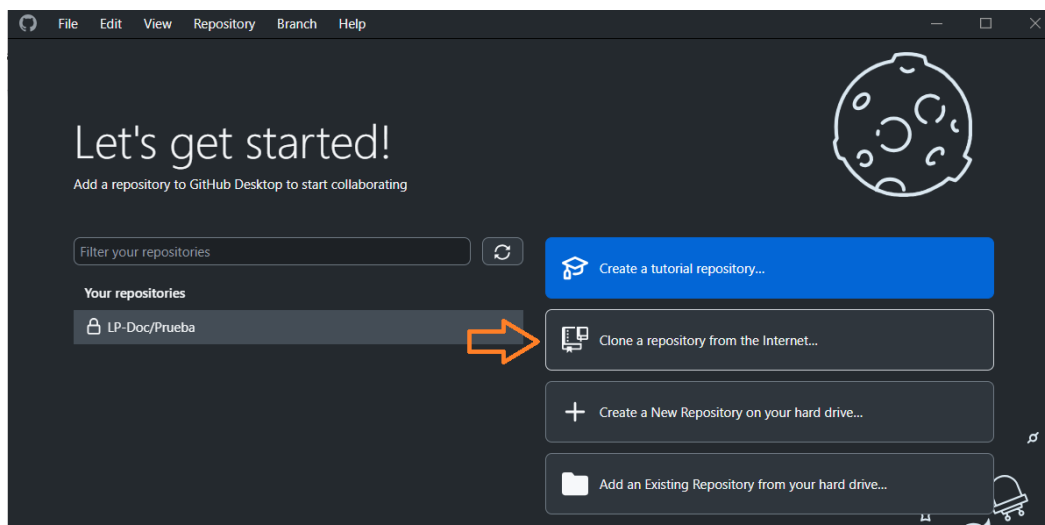 File Edit View Repository Branch Help
Let's get started!
Add a repository to GitHub Desktop to start collaborating
Filter your repositories
Your repositories
LP-Doc/Prueba
Create a tutorial repository...
Clone a repository from the Internet...
Create a New Repository on your hard drive...
Add an Existing Repository from your hard drive...